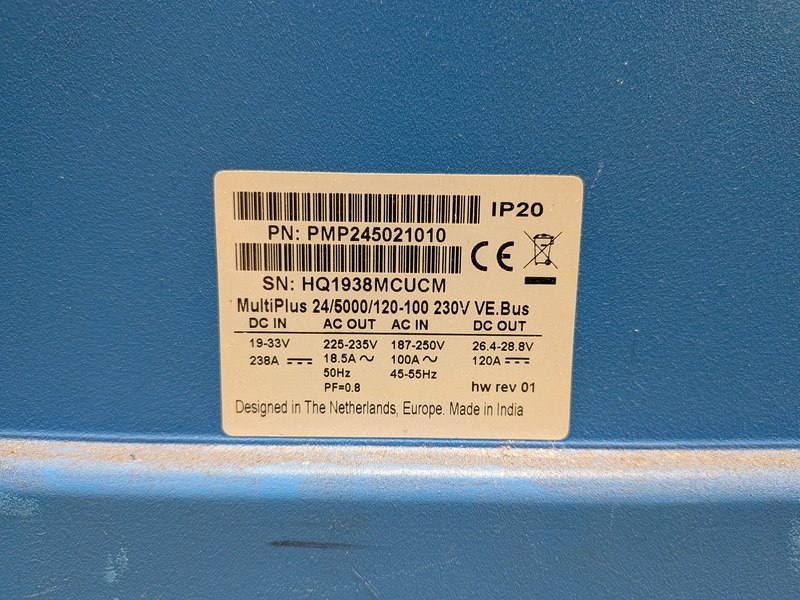 IP20
PN: PMP245021010
CE
SN: HQ1938MCUCM
MultiPlus 24/5000/120-100 230V VE.Bus
DC IN AC OUT AC IN DC OUT
19-33V 225-235V 187-250V 26.4-28.8V
238A ⎓ 18.5A ～ 100A ～ 120A ⎓
50Hz 45-55Hz
PF=0.8 hw rev 01
Designed in The Netherlands, Europe. Made in India